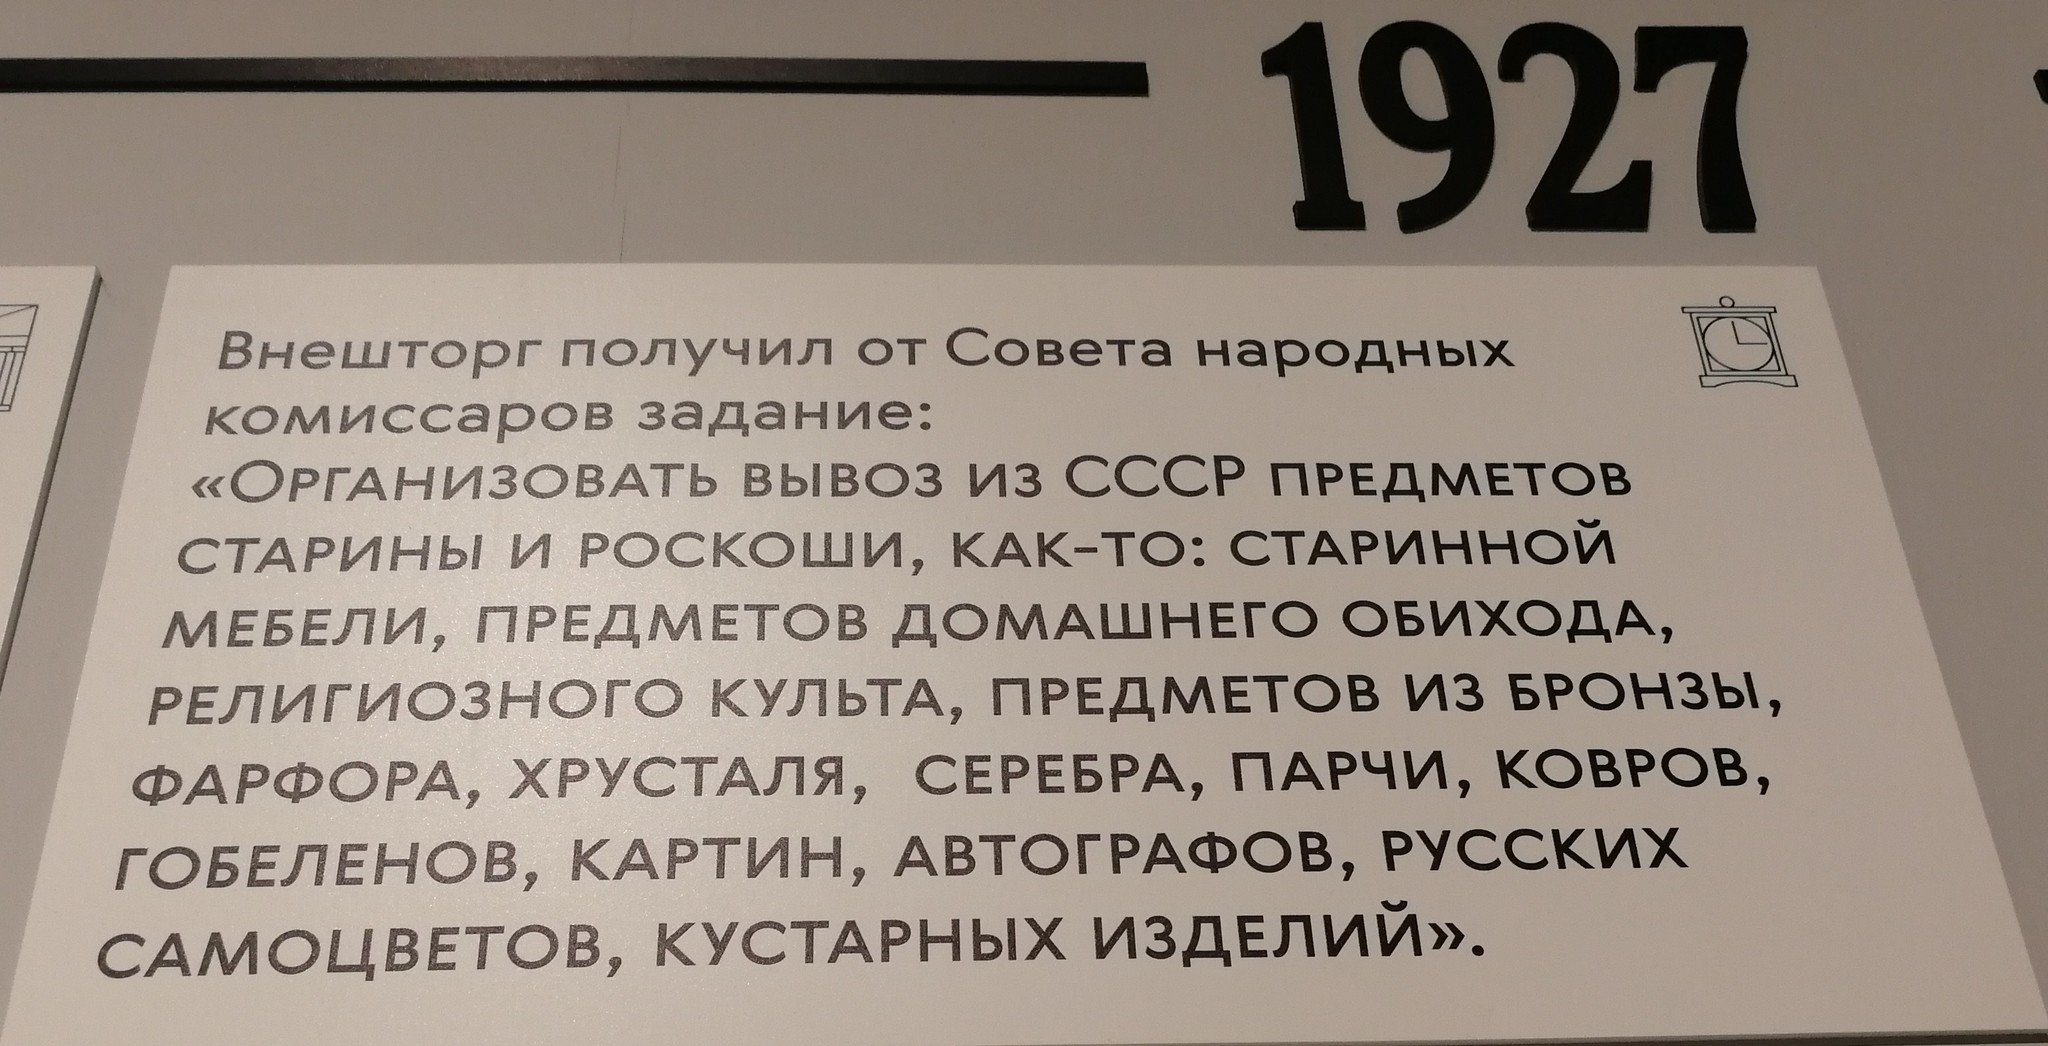 1927
Внешторг получил от Совета народных
комиссаров задание:
«Организовать вывоз из СССР предметов
старины и роскоши, как-то: старинной
мебели, предметов домашнего обихода,
религиозного культа, предметов из бронзы,
фарфора, хрусталя, серебра, парчи, ковров,
гобеленов, картин, автографов, русских
самоцветов, кустарных изделий».